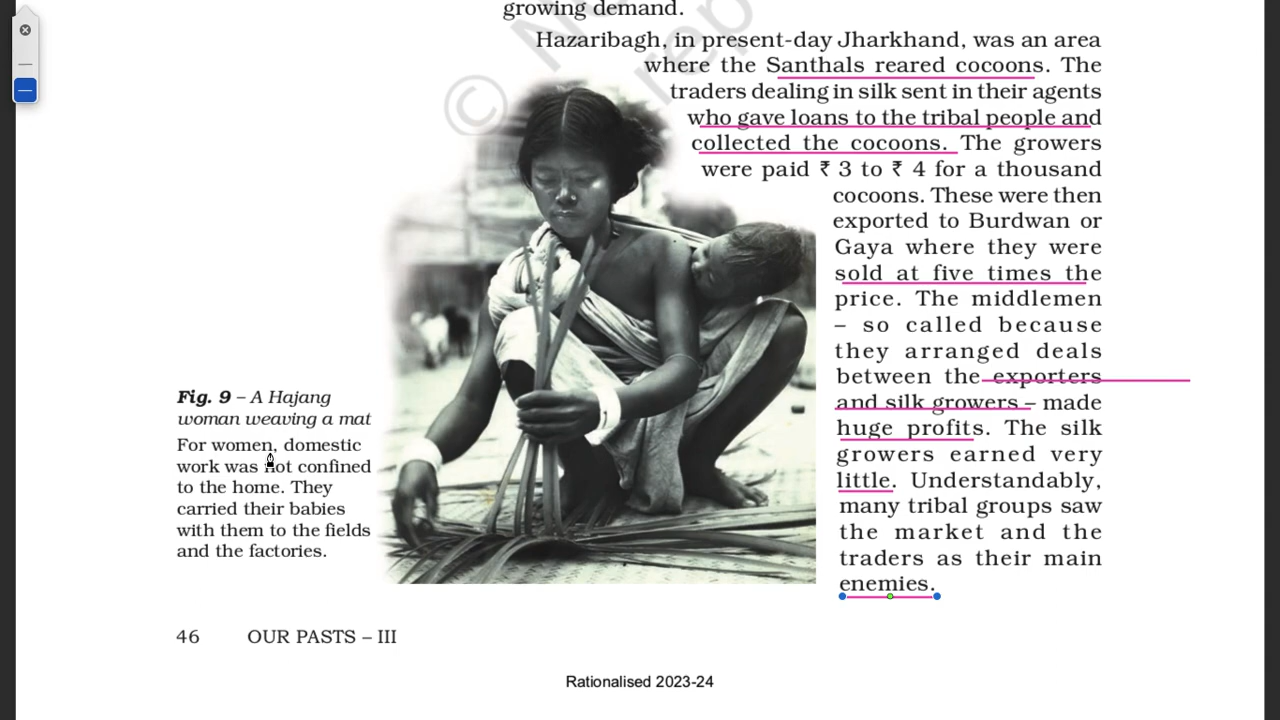 growing demand.
Hazaribagh, in present-day Jharkhand, was an area
where the Santhals reared cocoons. The
traders dealing in silk sent in their agents
who gave loans to the tribal people and
collected the cocoons. The growers
were paid ₹ 3 to ₹ 4 for a thousand
cocoons. These were then
exported to Burdwan or
Gaya where they were
sold at five times the
price. The middlemen
– so called because
they arranged deals
between the exporters
and silk growers – made
huge profits. The silk
growers earned very
little. Understandably,
many tribal groups saw
the market and the
traders as their main
enemies.
Fig. 9 – A Hajang
woman weaving a mat
For women, domestic
work was not confined
to the home. They
carried their babies
with them to the fields
and the factories.
46 OUR PASTS – III
Rationalised 2023-24